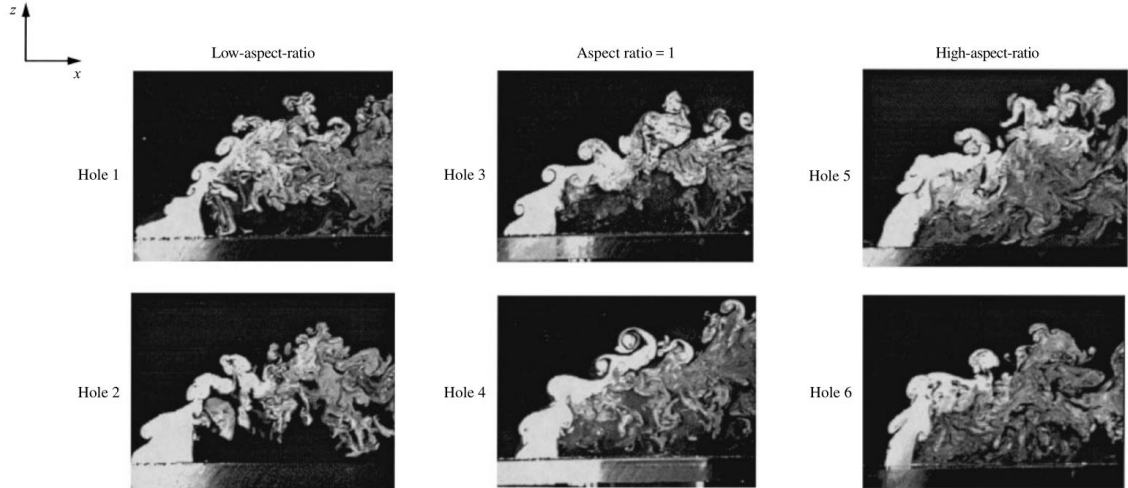 z
x
Low-aspect-ratio
Aspect ratio = 1
High-aspect-ratio
Hole 1
Hole 3
Hole 5
Hole 2
Hole 4
Hole 6